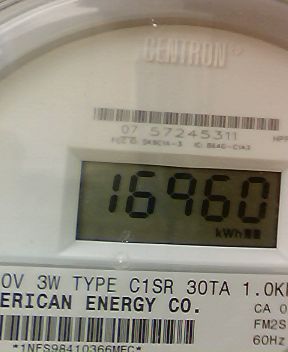 CENTRON
07 57245311
16960
kWh
0V 3W TYPE C1SR 30TA 1.0K
ERICAN ENERGY CO.
CA 0
FM2S
60Hz
*1NFS98410366MEC*